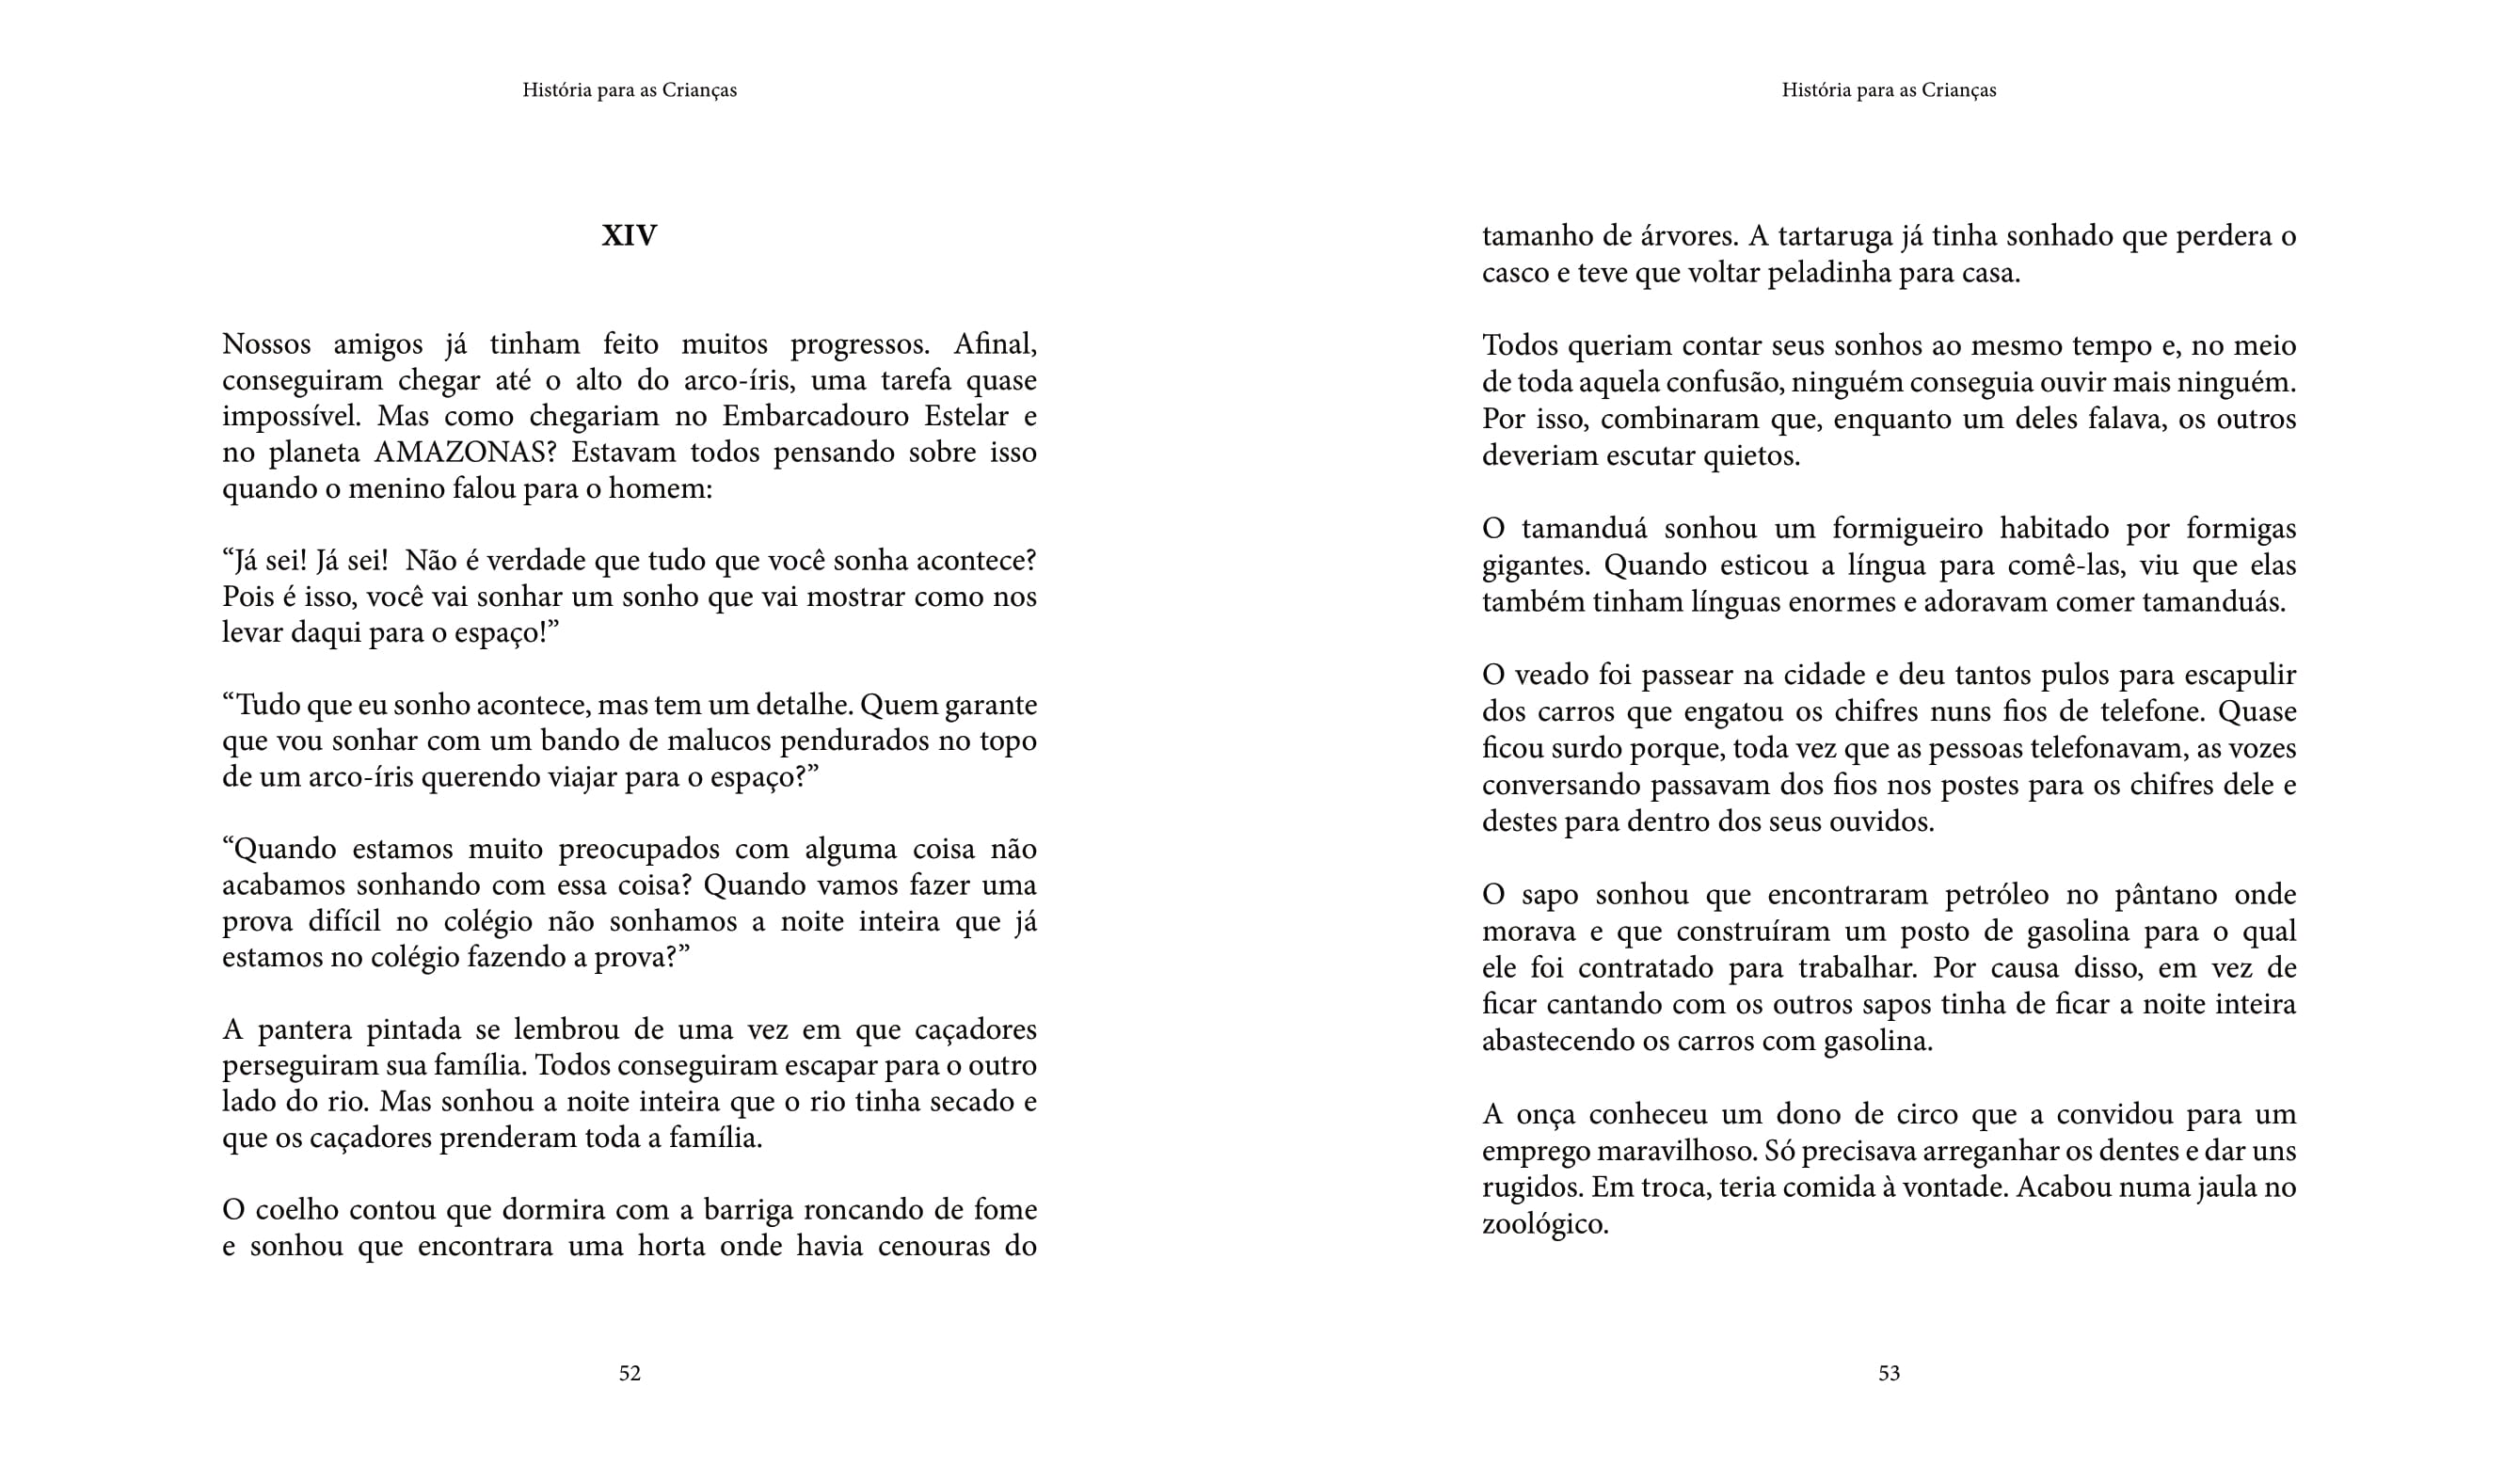 História para as Crianças
XIV
Nossos amigos já tinham feito muitos progressos. Afinal,
conseguiram chegar até o alto do arco-íris, uma tarefa quase
impossível. Mas como chegariam no Embarcadouro Estelar e
no planeta AMAZONAS? Estavam todos pensando sobre isso
quando o menino falou para o homem:
“Já sei! Já sei!  Não é verdade que tudo que você sonha acontece?
Pois é isso, você vai sonhar um sonho que vai mostrar como nos
levar daqui para o espaço!”
“Tudo que eu sonho acontece, mas tem um detalhe. Quem garante
que vou sonhar com um bando de malucos pendurados no topo
de um arco-íris querendo viajar para o espaço?”
“Quando estamos muito preocupados com alguma coisa não
acabamos sonhando com essa coisa? Quando vamos fazer uma
prova difícil no colégio não sonhamos a noite inteira que já
estamos no colégio fazendo a prova?”
A pantera pintada se lembrou de uma vez em que caçadores
perseguiram sua família. Todos conseguiram escapar para o outro
lado do rio. Mas sonhou a noite inteira que o rio tinha secado e
que os caçadores prenderam toda a família.
O coelho contou que dormira com a barriga roncando de fome
e sonhou que encontrara uma horta onde havia cenouras do
52
História para as Crianças
tamanho de árvores. A tartaruga já tinha sonhado que perdera o
casco e teve que voltar peladinha para casa.
Todos queriam contar seus sonhos ao mesmo tempo e, no meio
de toda aquela confusão, ninguém conseguia ouvir mais ninguém.
Por isso, combinaram que, enquanto um deles falava, os outros
deveriam escutar quietos.
O tamanduá sonhou um formigueiro habitado por formigas
gigantes. Quando esticou a língua para comê-las, viu que elas
também tinham línguas enormes e adoravam comer tamanduás.
O veado foi passear na cidade e deu tantos pulos para escapulir
dos carros que engatou os chifres nuns fios de telefone. Quase
ficou surdo porque, toda vez que as pessoas telefonavam, as vozes
conversando passavam dos fios nos postes para os chifres dele e
destes para dentro dos seus ouvidos.
O sapo sonhou que encontraram petróleo no pântano onde
morava e que construíram um posto de gasolina para o qual
ele foi contratado para trabalhar. Por causa disso, em vez de
ficar cantando com os outros sapos tinha de ficar a noite inteira
abastecendo os carros com gasolina.
A onça conheceu um dono de circo que a convidou para um
emprego maravilhoso. Só precisava arreganhar os dentes e dar uns
rugidos. Em troca, teria comida à vontade. Acabou numa jaula no
zoológico.
53